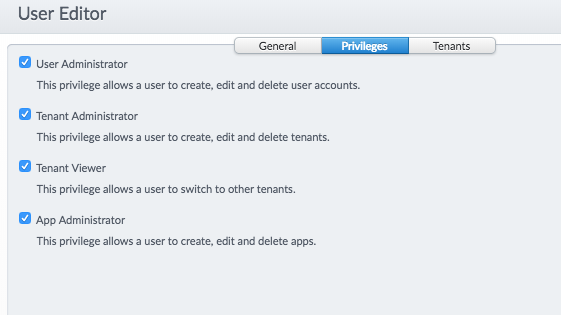 User Editor
General
Privileges
Tenants
User Administrator
This privilege allows a user to create, edit and delete user accounts.
Tenant Administrator
This privilege allows a user to create, edit and delete tenants.
Tenant Viewer
This privilege allows a user to switch to other tenants.
App Administrator
This privilege allows a user to create, edit and delete apps.